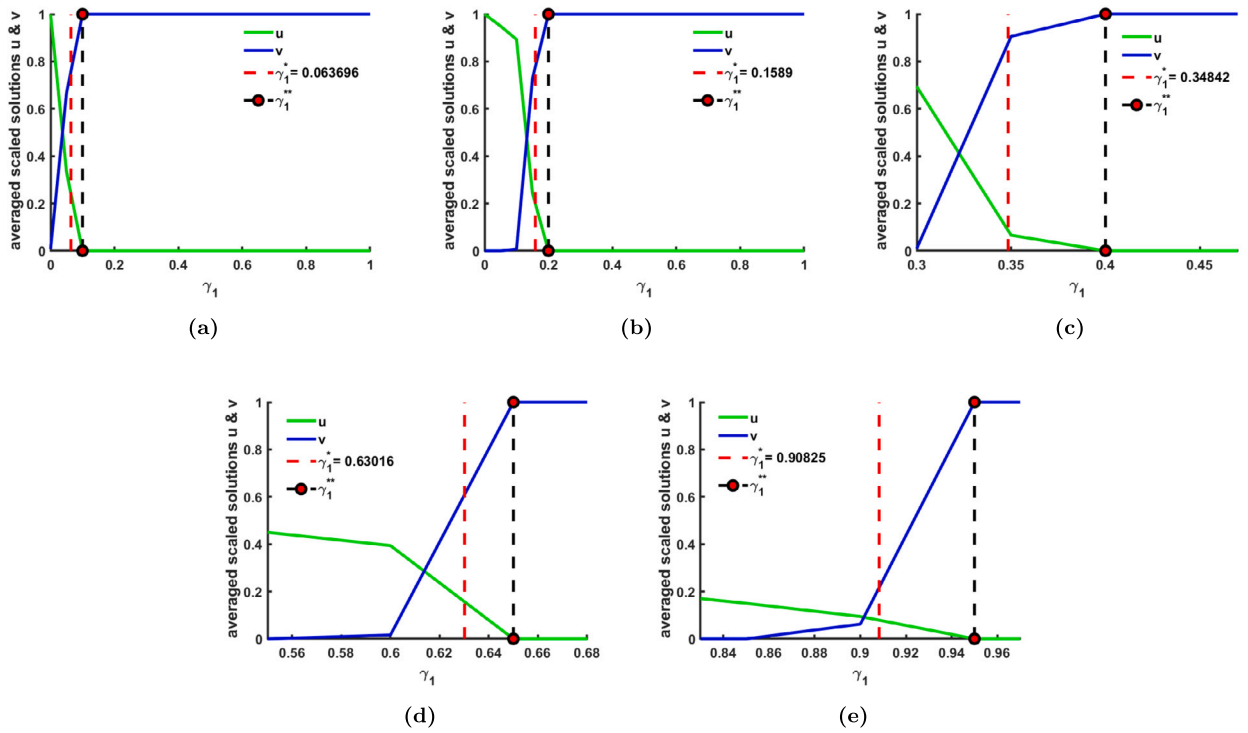 averaged scaled solutions u & v
1
0.8
0.6
0.4
0.2
0
0 0.2 0.4 0.6 0.8 1
γ1
u
v
γ1* = 0.063696
γ1**
(a)
averaged scaled solutions u & v
1
0.8
0.6
0.4
0.2
0
0 0.2 0.4 0.6 0.8 1
γ1
u
v
γ1* = 0.1589
γ1**
(b)
averaged scaled solutions u & v
1
0.8
0.6
0.4
0.2
0
0.3 0.35 0.4 0.45
γ1
u
v
γ1* = 0.34842
γ1**
(c)
averaged scaled solutions u & v
1
0.8
0.6
0.4
0.2
0
0.56 0.58 0.6 0.62 0.64 0.66 0.68
γ1
u
v
γ1* = 0.63016
γ1**
(d)
averaged scaled solutions u & v
1
0.8
0.6
0.4
0.2
0
0.84 0.86 0.88 0.9 0.92 0.94 0.96
γ1
u
v
γ1* = 0.90825
γ1**
(e)